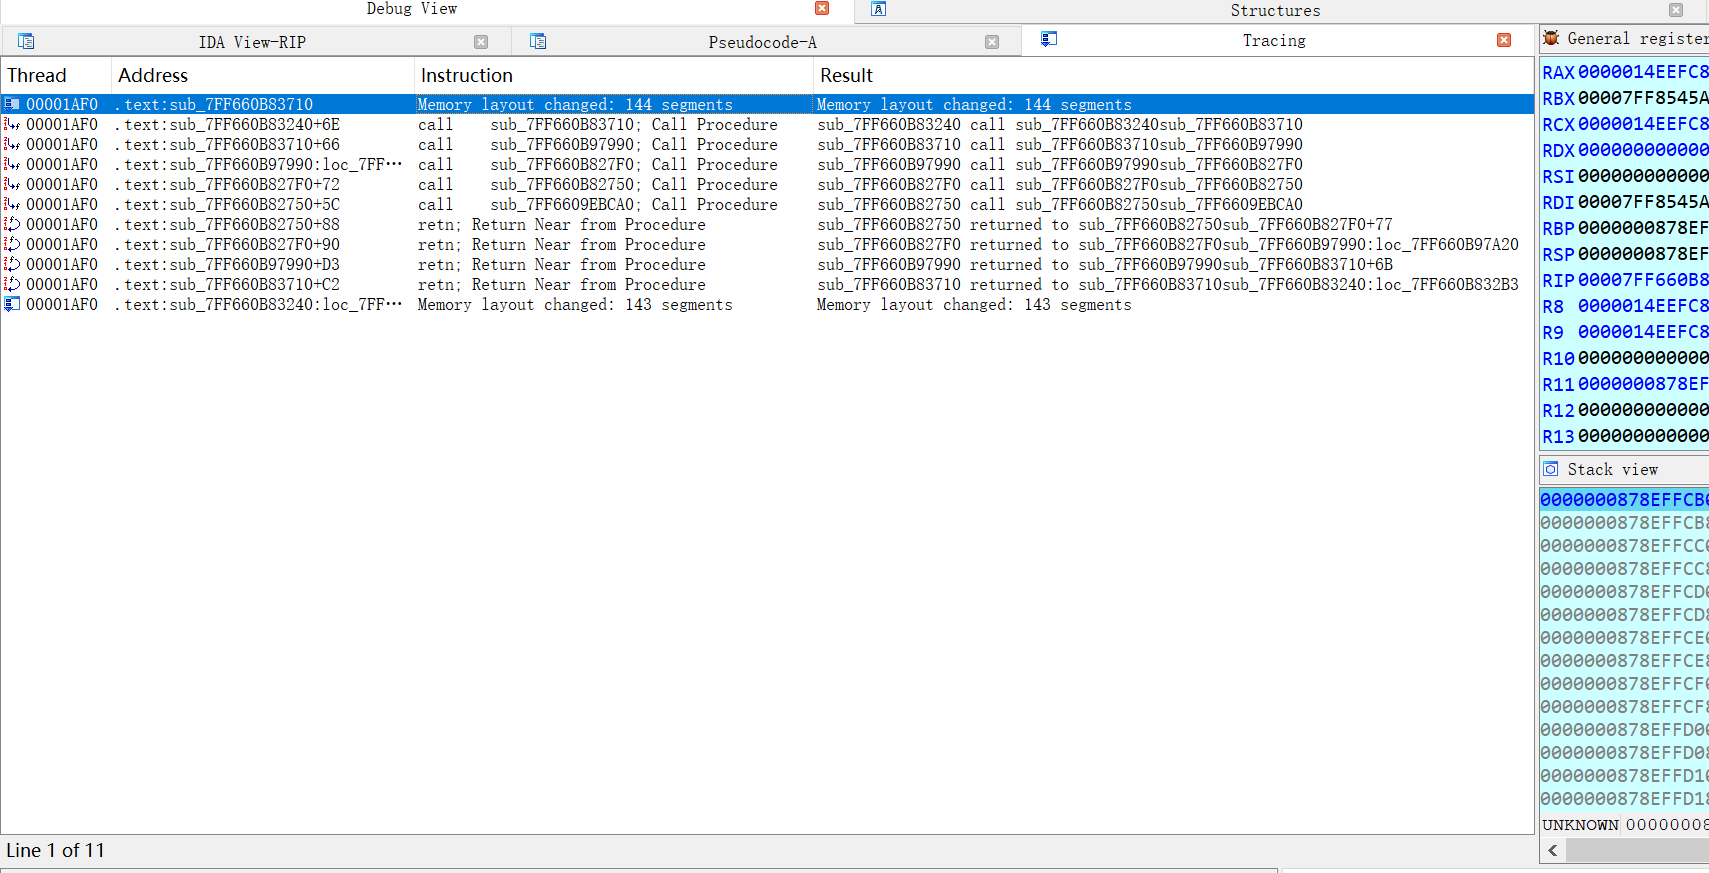 Debug View
Structures
IDA View-RIP
Pseudocode-A
Tracing
General register
Thread Address Instruction Result
00001AF0 .text:sub_7FF660B83710 Memory layout changed: 144 segments Memory layout changed: 144 segments
00001AF0 .text:sub_7FF660B83240+6E call sub_7FF660B83710; Call Procedure sub_7FF660B83240 call sub_7FF660B83240sub_7FF660B83710
00001AF0 .text:sub_7FF660B83710+66 call sub_7FF660B97990; Call Procedure sub_7FF660B83710 call sub_7FF660B83710sub_7FF660B97990
00001AF0 .text:sub_7FF660B97990:loc_7FF… call sub_7FF660B827F0; Call Procedure sub_7FF660B97990 call sub_7FF660B97990sub_7FF660B827F0
00001AF0 .text:sub_7FF660B827F0+72 call sub_7FF660B82750; Call Procedure sub_7FF660B827F0 call sub_7FF660B827F0sub_7FF660B82750
00001AF0 .text:sub_7FF660B82750+5C call sub_7FF6609EBCA0; Call Procedure sub_7FF660B82750 call sub_7FF660B82750sub_7FF6609EBCA0
00001AF0 .text:sub_7FF660B82750+88 retn; Return Near from Procedure sub_7FF660B82750 returned to sub_7FF660B82750sub_7FF660B827F0+77
00001AF0 .text:sub_7FF660B827F0+90 retn; Return Near from Procedure sub_7FF660B827F0 returned to sub_7FF660B827F0sub_7FF660B97990:loc_7FF660B97A20
00001AF0 .text:sub_7FF660B97990+D3 retn; Return Near from Procedure sub_7FF660B97990 returned to sub_7FF660B97990sub_7FF660B83710+6B
00001AF0 .text:sub_7FF660B83710+C2 retn; Return Near from Procedure sub_7FF660B83710 returned to sub_7FF660B83710sub_7FF660B83240:loc_7FF660B832B3
00001AF0 .text:sub_7FF660B83240:loc_7FF… Memory layout changed: 143 segments Memory layout changed: 143 segments
Line 1 of 11
RAX 0000014EEFC8
RBX 00007FF8545A
RCX 0000014EEFC8
RDX 000000000000
RSI 000000000000
RDI 00007FF8545A
RBP 0000000878EF
RSP 0000000878EF
RIP 00007FF660B8
R8 0000014EEFC8
R9 0000014EEFC8
R10 000000000000
R11 0000000878EF
R12 000000000000
R13 000000000000
Stack view
0000000878EFFCB0
0000000878EFFCB8
0000000878EFFCC0
0000000878EFFCC8
0000000878EFFCD0
0000000878EFFCD8
0000000878EFFCE0
0000000878EFFCE8
0000000878EFFCF0
0000000878EFFCF8
0000000878EFFD00
0000000878EFFD08
0000000878EFFD10
0000000878EFFD18
UNKNOWN 00000008